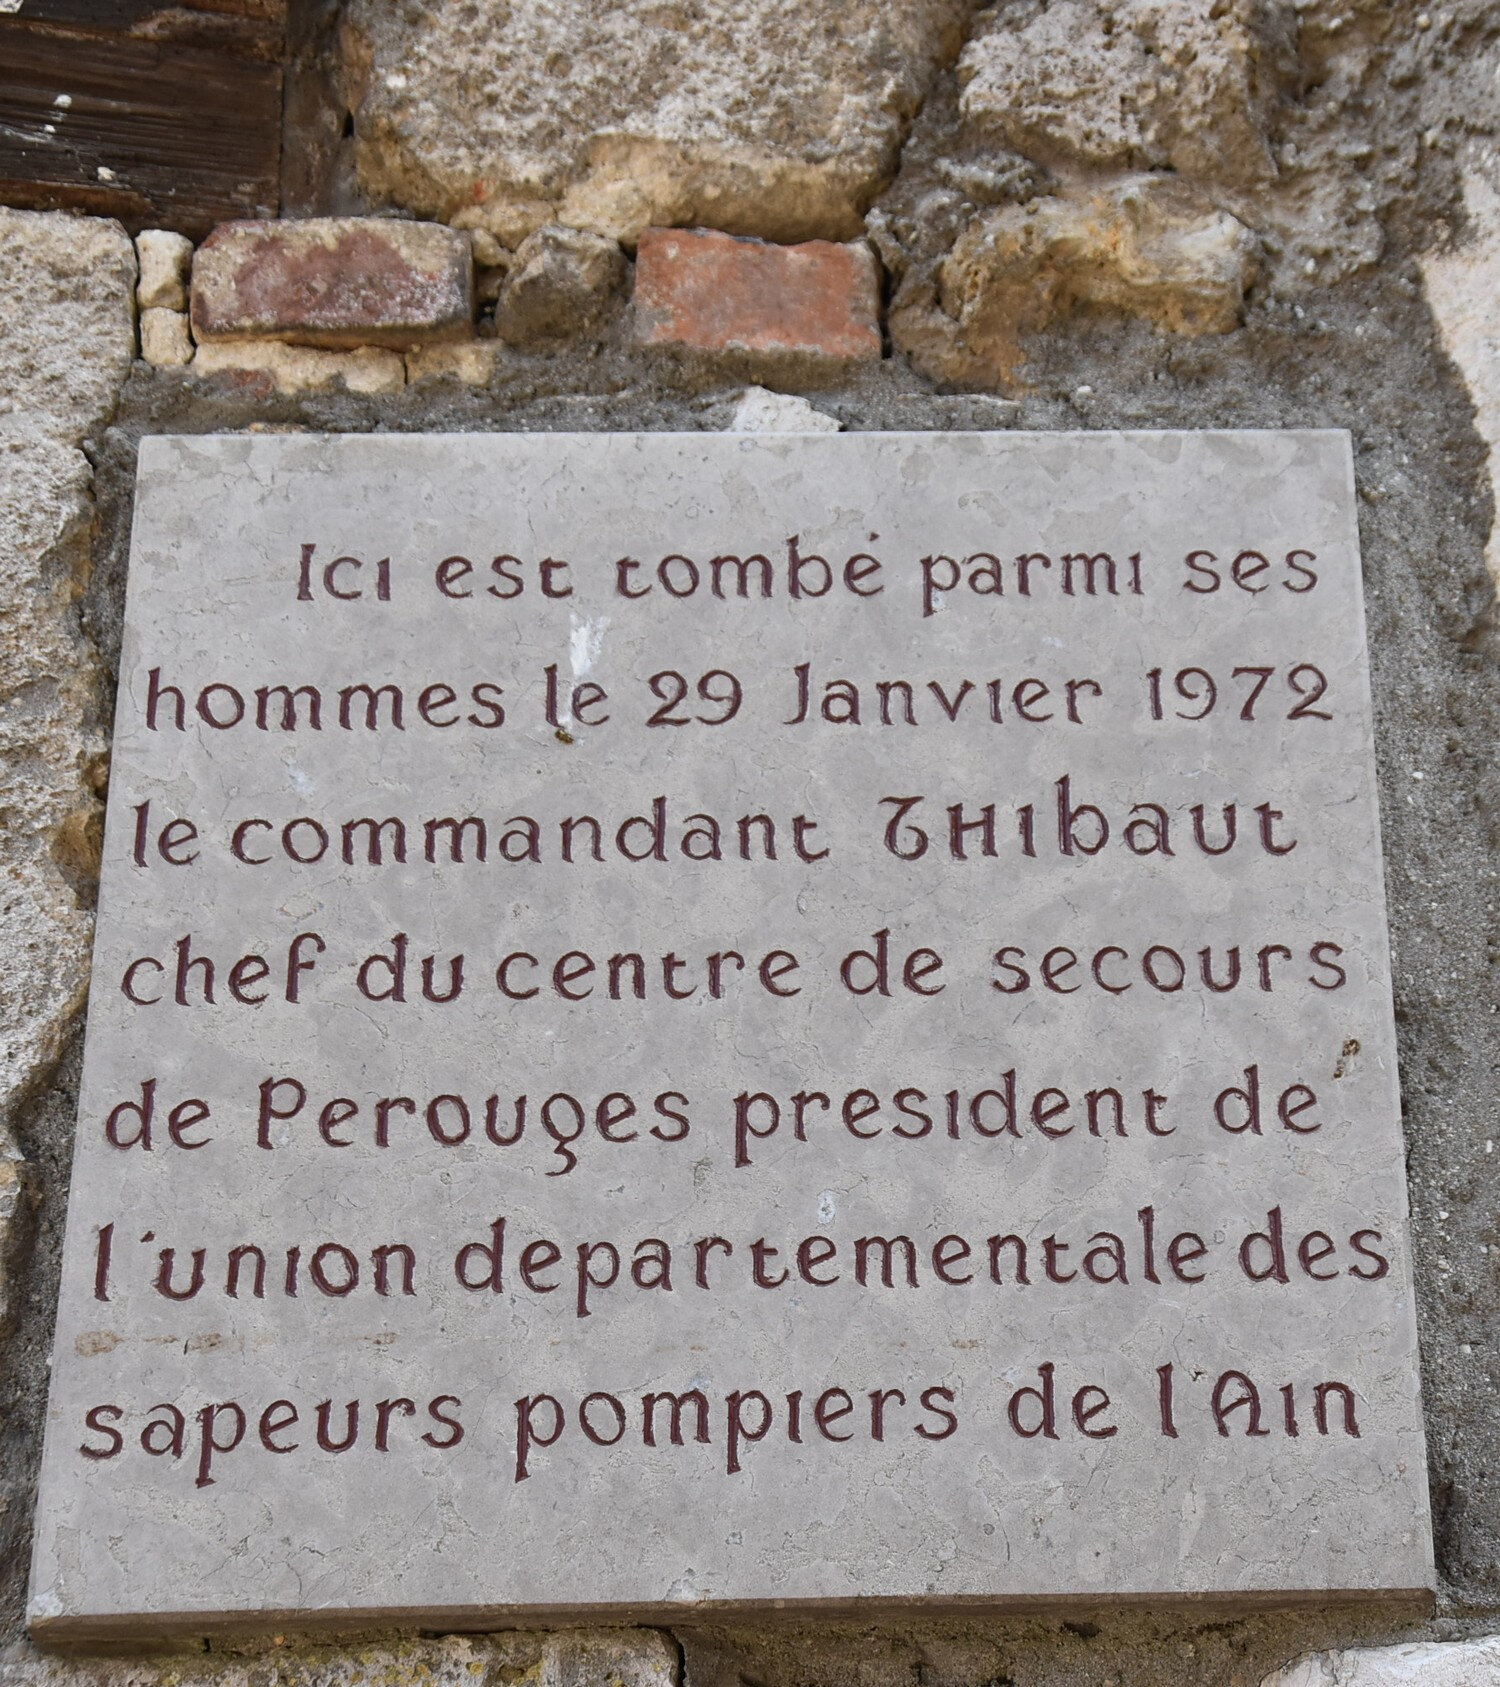 Ici est tombé parmi ses
hommes le 29 Janvier 1972
le commandant THibaut
chef du centre de secours
de Perouges president de
l'union departementale des
sapeurs pompiers de l'Ain